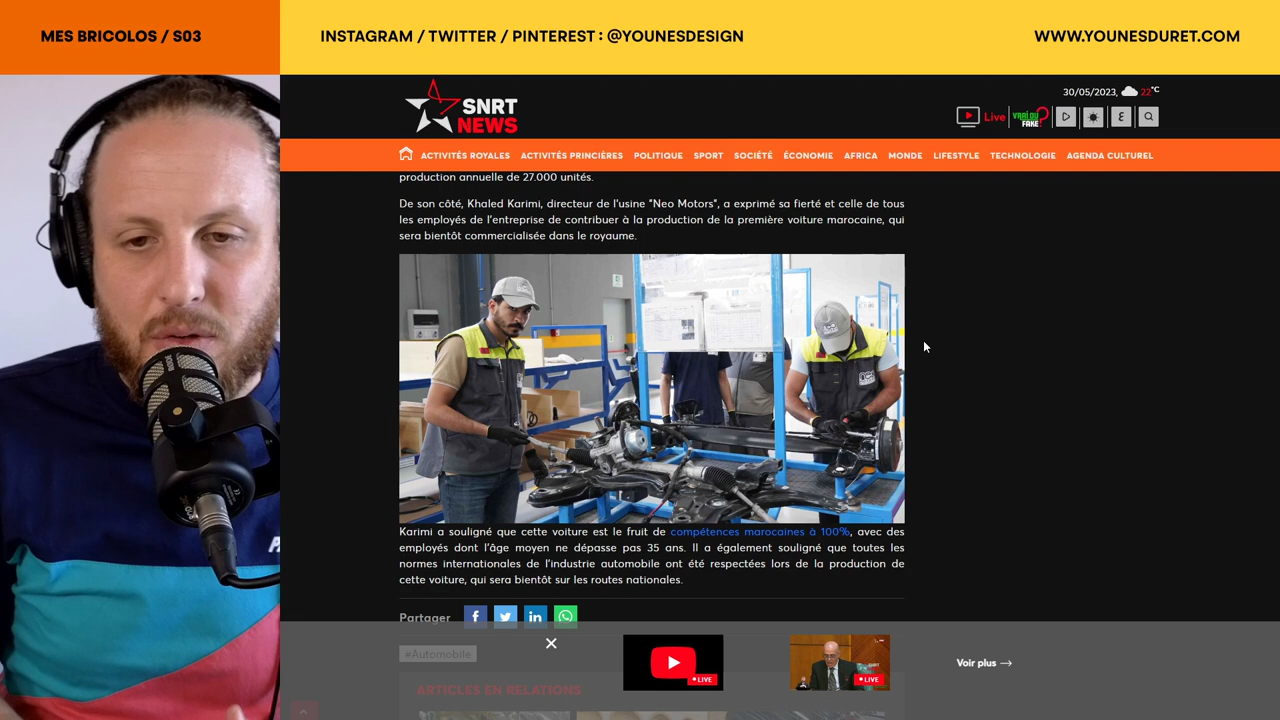 MES BRICOLOS / S03
INSTAGRAM / TWITTER / PINTEREST : @YOUNESDESIGN
WWW.YOUNESDURET.COM
SNRT
NEWS
30/05/2023, 22°C
Live
VRAI OU
FAKE?
ε
ACTIVITÉS ROYALES ACTIVITÉS PRINCIÈRES POLITIQUE SPORT SOCIÉTÉ ÉCONOMIE AFRICA MONDE LIFESTYLE TECHNOLOGIE AGENDA CULTUREL
production annuelle de 27.000 unités.
De son côté, Khaled Karimi, directeur de l'usine "Neo Motors", a exprimé sa fierté et celle de tous
les employés de l'entreprise de contribuer à la production de la première voiture marocaine, qui
sera bientôt commercialisée dans le royaume.
Karimi a souligné que cette voiture est le fruit de compétences marocaines à 100%, avec des
employés dont l'âge moyen ne dépasse pas 35 ans. Il a également souligné que toutes les
normes internationales de l'industrie automobile ont été respectées lors de la production de
cette voiture, qui sera bientôt sur les routes nationales.
Partager
#Automobile
LIVE
LIVE
Voir plus →
ARTICLES EN RELATIONS